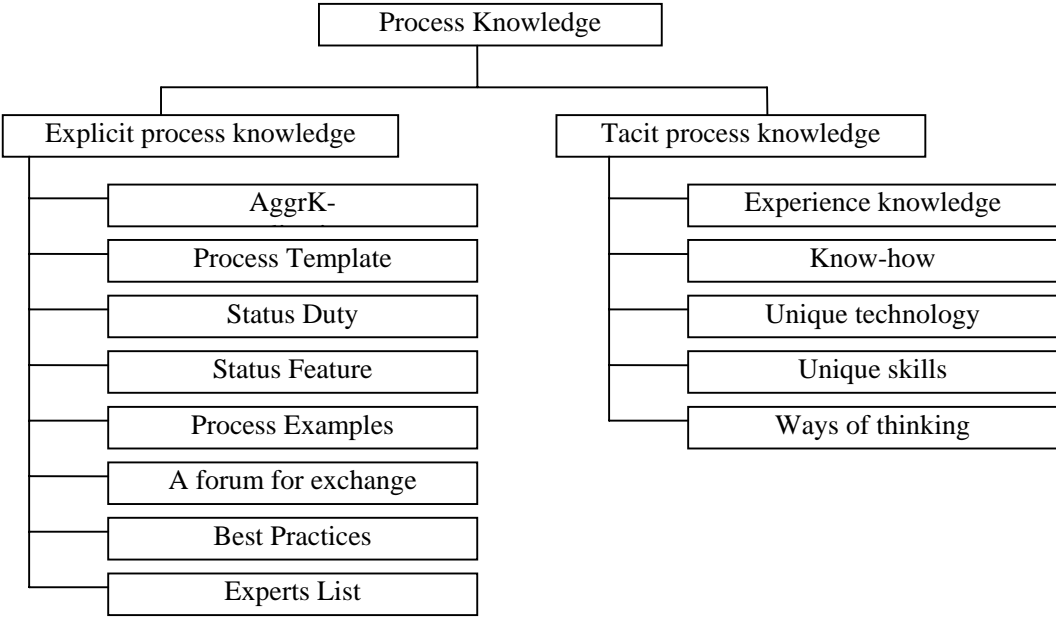 Process Knowledge
Explicit process knowledge
AggrK-
Process Template
Status Duty
Status Feature
Process Examples
A forum for exchange
Best Practices
Experts List
Tacit process knowledge
Experience knowledge
Know-how
Unique technology
Unique skills
Ways of thinking